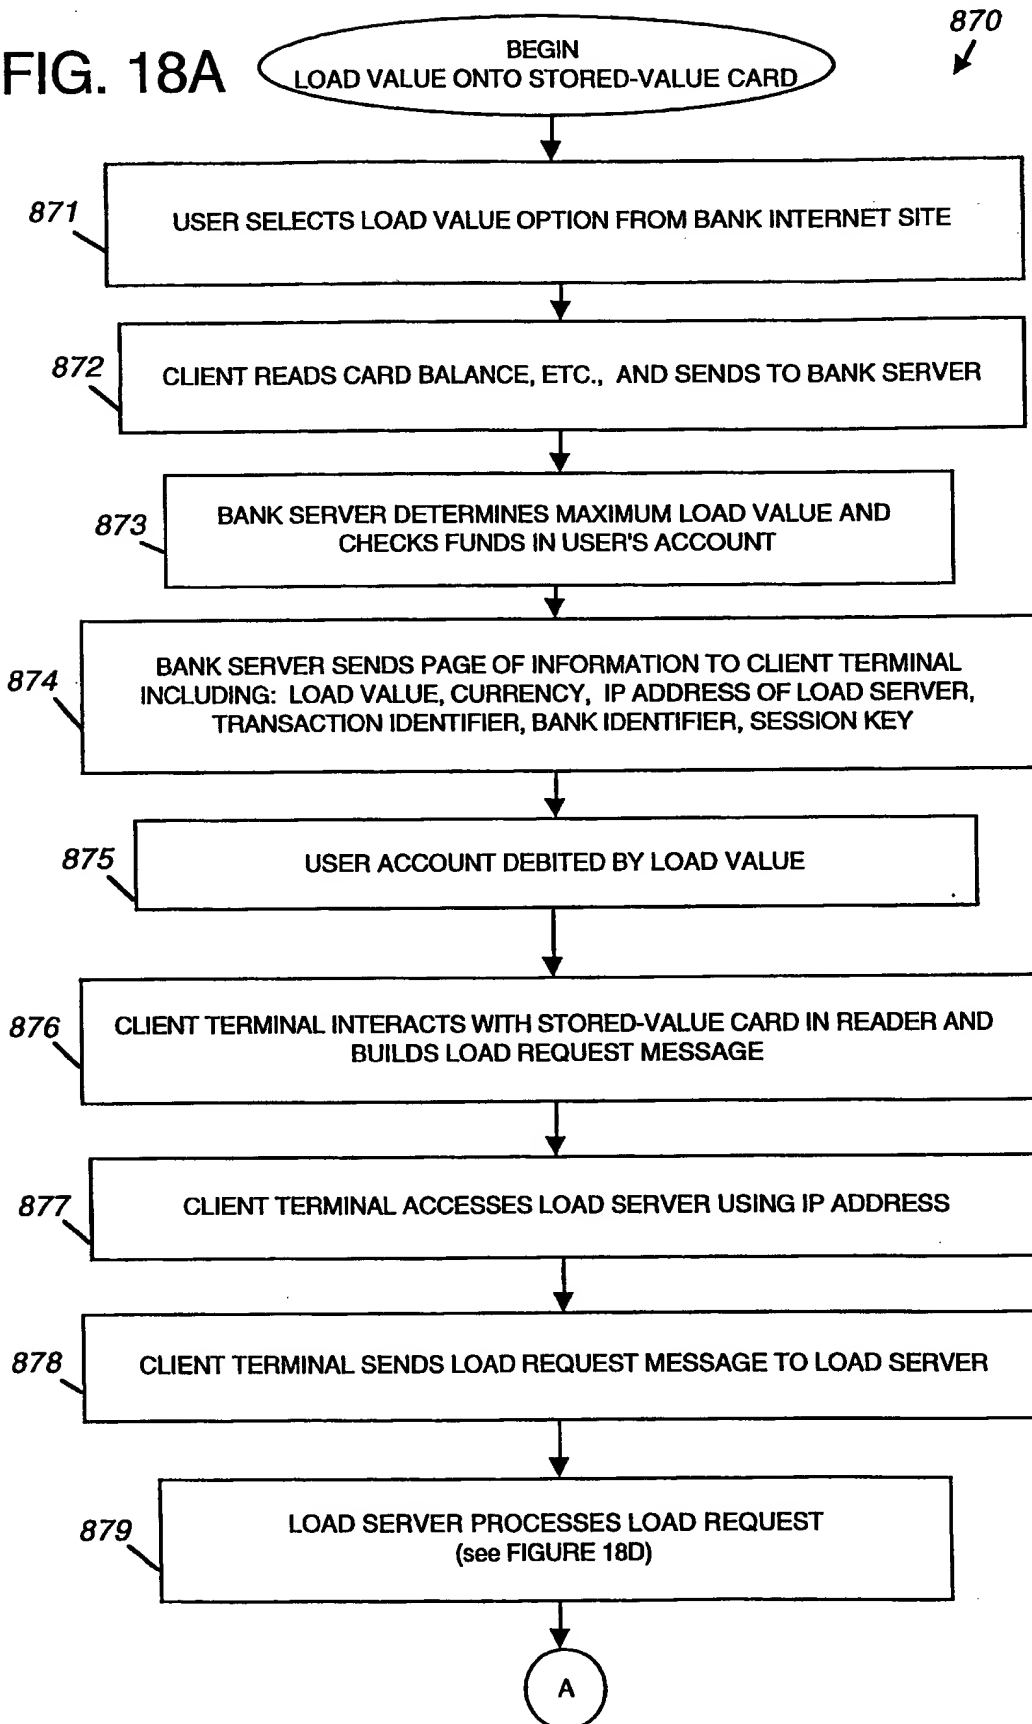 FIG. 18A
870
BEGIN
LOAD VALUE ONTO STORED-VALUE CARD
871
USER SELECTS LOAD VALUE OPTION FROM BANK INTERNET SITE
872
CLIENT READS CARD BALANCE, ETC., AND SENDS TO BANK SERVER
873
BANK SERVER DETERMINES MAXIMUM LOAD VALUE AND
CHECKS FUNDS IN USER'S ACCOUNT
874
BANK SERVER SENDS PAGE OF INFORMATION TO CLIENT TERMINAL
INCLUDING: LOAD VALUE, CURRENCY, IP ADDRESS OF LOAD SERVER,
TRANSACTION IDENTIFIER, BANK IDENTIFIER, SESSION KEY
875
USER ACCOUNT DEBITED BY LOAD VALUE
876
CLIENT TERMINAL INTERACTS WITH STORED-VALUE CARD IN READER AND
BUILDS LOAD REQUEST MESSAGE
877
CLIENT TERMINAL ACCESSES LOAD SERVER USING IP ADDRESS
878
CLIENT TERMINAL SENDS LOAD REQUEST MESSAGE TO LOAD SERVER
879
LOAD SERVER PROCESSES LOAD REQUEST
(see FIGURE 18D)
A